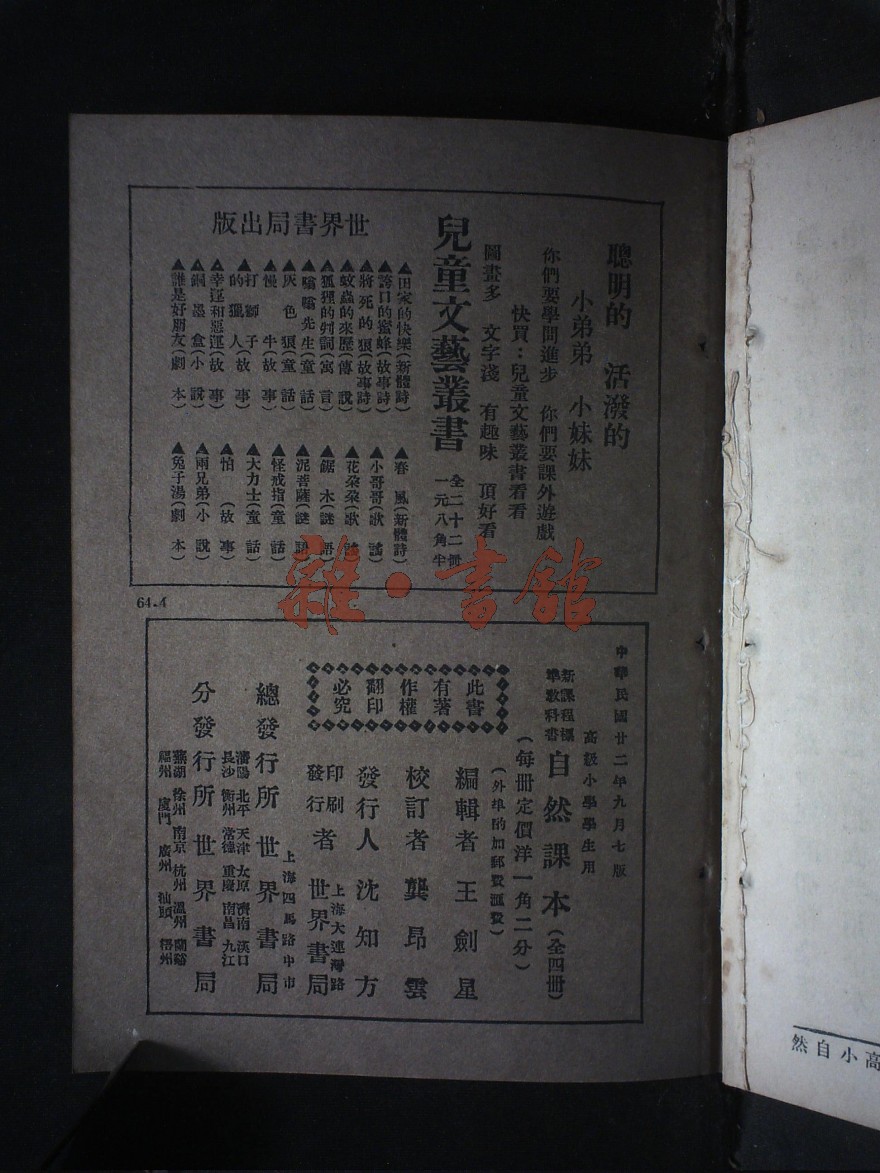 聰明的 活潑的
小弟弟 小妹妹
你們要學問進步 你們要課外遊戲
快買：兒童文藝叢書看看
圖畫多 文字淺 有趣味 頂好看
兒童文藝叢書
全二十二冊
一元八角半
世界書局出版
▲田家的快樂(新體詩)
▲誇口的蜜蜂(故事詩)
▲將死的狼(故事詩)
▲蚊蟲的來歷(傳說)
▲狐狸的判詞(寓言)
▲嗡嗡先生(童話)
▲灰色狼(童話)
▲慢牛(故事)
▲打獅子的獵人(故事)
▲幸運和惡運(故事)
▲銅墨盒(小說)
▲誰是好朋友(劇本)
▲春風(新體詩)
▲小哥哥(歌謠)
▲花朶朶(歌謠)
▲鋸木(謎語)
▲泥菩薩(謎語)
▲怪戒指(童話)
▲大力士(童話)
▲怕(故事)
▲兩兄弟(小說)
▲兔子湯(劇本)
64.4
雜·書館
中華民國廿二年九月七版
高級小學學生用
新課程標準教科書
自然課本(全四冊)
(每冊定價洋一角二分)
(外埠酌加郵費滙費)
編輯者 王劍星
校訂者 龔昂雲
發行人 沈知方
印刷發行者 世界書局
上海大連灣路
此書有著作權翻印必究
總發行所 世界書局
上海四馬路中市
分發行所 世界書局
瀋陽 北平 天津 太原 濟南 漢口
長沙 衡州 常德 重慶 南昌 九江
蕪湖 徐州 南京 杭州 溫州 蘭谿
福州 廈門 廣州 汕頭 梧州
高小自然